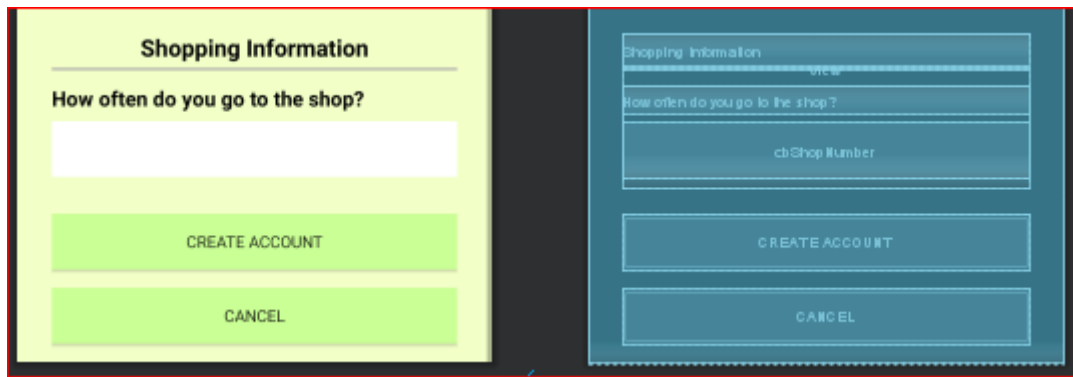 Shopping Information
How often do you go to the shop?
CREATE ACCOUNT
CANCEL
Shopping Information
view
How often do you go to the shop?
cbShopNumber
CREATE ACCOUNT
CANCEL